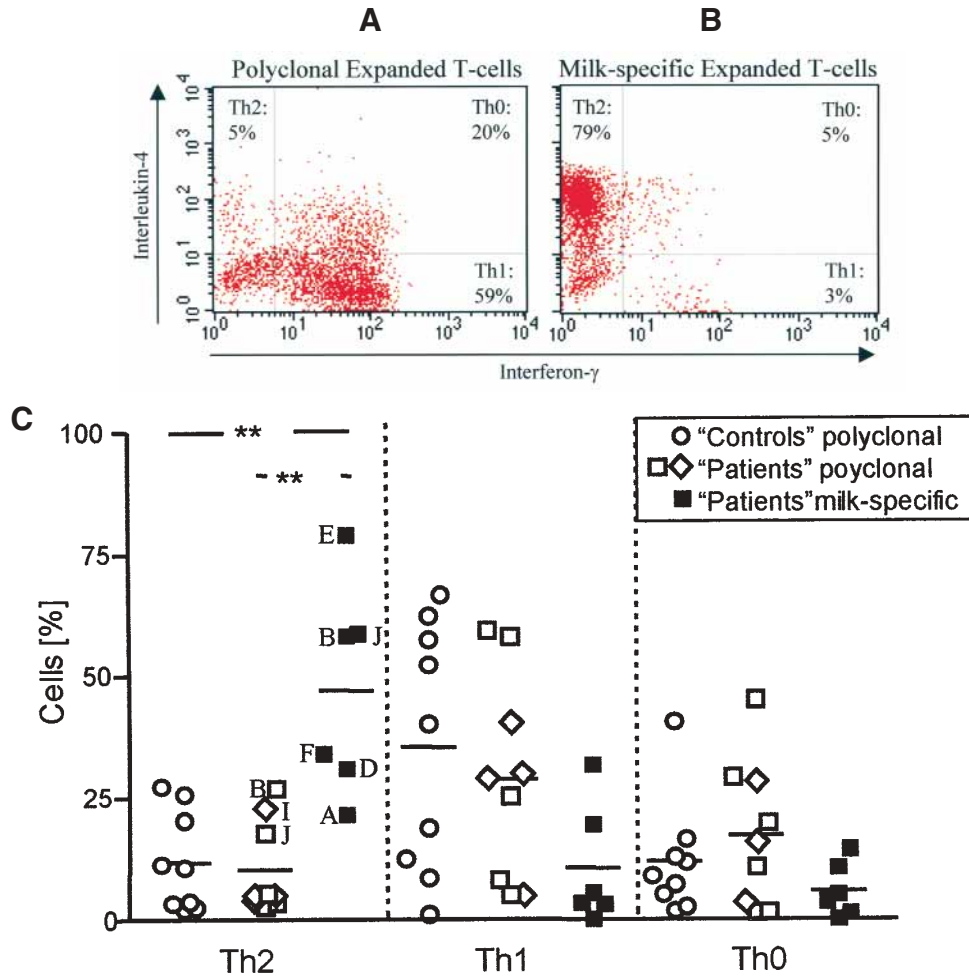 A
B
Polyclonal Expanded T-cells
Milk-specific Expanded T-cells
Th2:
5%
Th0:
20%
Th1:
59%
Th2:
79%
Th0:
5%
Th1:
3%
Interleukin-4
10⁴
10³
10²
10¹
10⁰
10⁰ 10¹ 10² 10³ 10⁴
10⁰ 10¹ 10² 10³ 10⁴
Interferon-γ
C
Cells [%]
100
75
50
25
0
**
**
"Controls" polyclonal
"Patients" poyclonal
"Patients"milk-specific
E
B J
F D
A
B
I
J
Th2 Th1 Th0